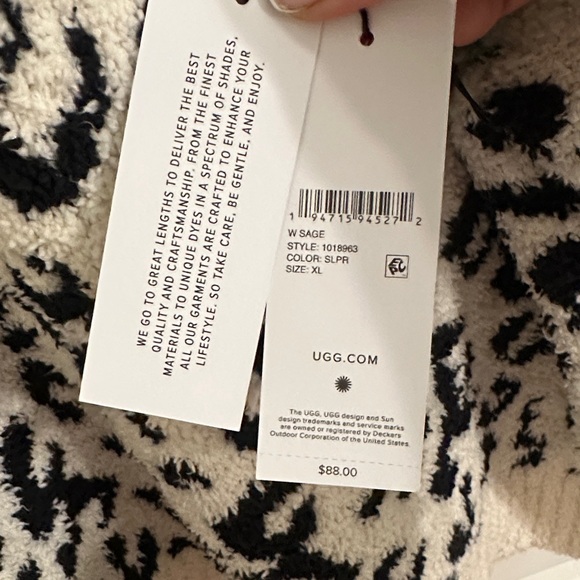 WE GO TO GREAT LENGTHS TO DELIVER THE BEST
QUALITY AND CRAFTSMANSHIP. FROM THE FINEST
MATERIALS TO UNIQUE DYES IN A SPECTRUM OF SHADES,
ALL OUR GARMENTS ARE CRAFTED TO ENHANCE YOUR
LIFESTYLE. SO TAKE CARE, BE GENTLE, AND ENJOY.
1 94715 94527 2
W SAGE
STYLE: 1018963
COLOR: SLPR
SIZE: XL
UGG.COM
The UGG, UGG design and Sun
design trademarks and service marks
are owned or registered by Deckers
Outdoor Corporation of the United States.
$88.00